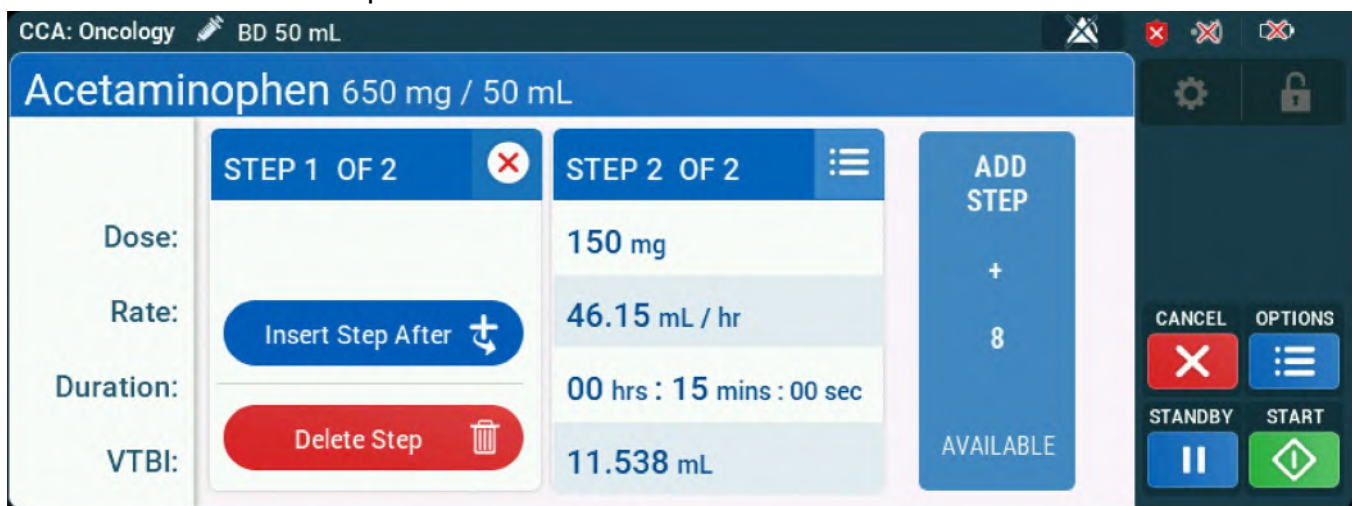 CCA: Oncology BD 50 mL
Acetaminophen 650 mg / 50 mL
STEP 1 OF 2
STEP 2 OF 2
ADD
STEP
+
8
AVAILABLE
Dose:
150 mg
Rate:
Insert Step After
46.15 mL / hr
Duration:
00 hrs : 15 mins : 00 sec
Delete Step
VTBI:
11.538 mL
CANCEL OPTIONS
STANDBY START